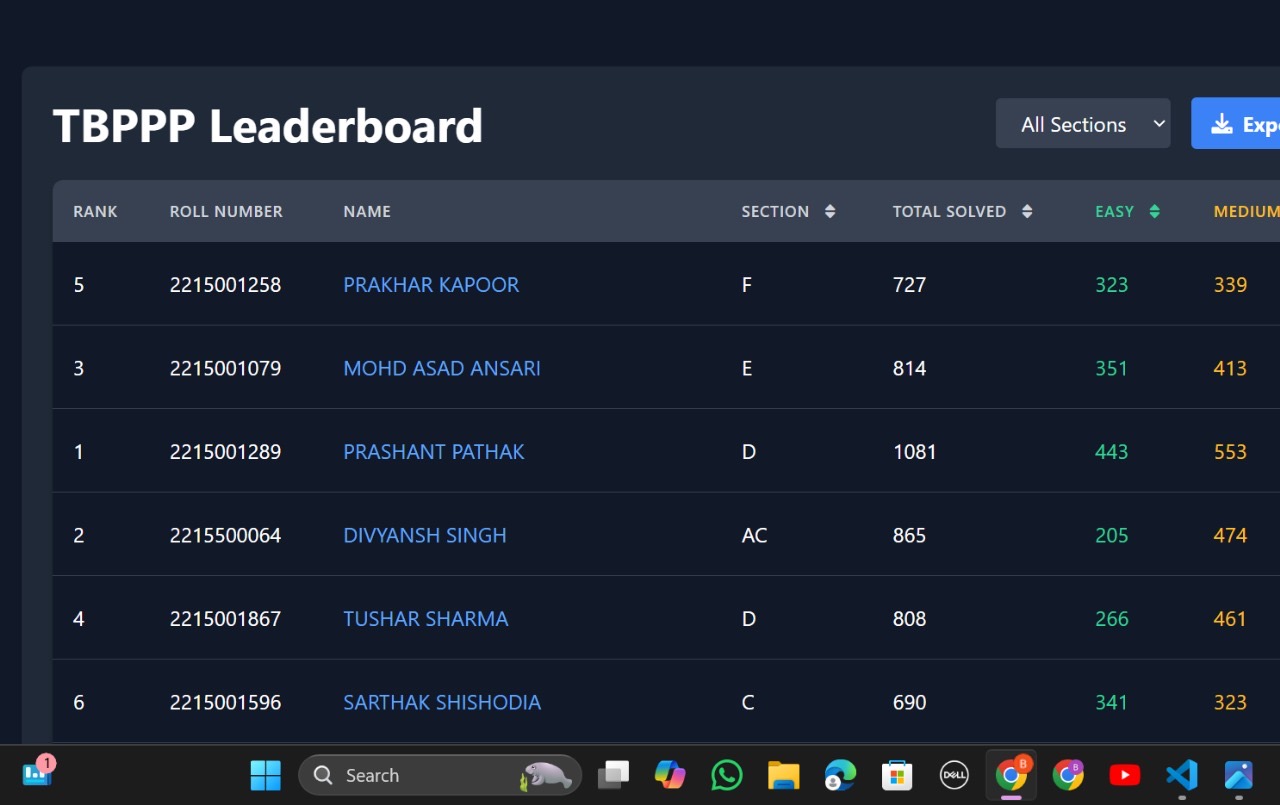 TBPPP Leaderboard
All Sections
Expo
RANK ROLL NUMBER NAME SECTION TOTAL SOLVED EASY MEDIUM
5 2215001258 PRAKHAR KAPOOR F 727 323 339
3 2215001079 MOHD ASAD ANSARI E 814 351 413
1 2215001289 PRASHANT PATHAK D 1081 443 553
2 2215500064 DIVYANSH SINGH AC 865 205 474
4 2215001867 TUSHAR SHARMA D 808 266 461
6 2215001596 SARTHAK SHISHODIA C 690 341 323
1 Search DELL B B